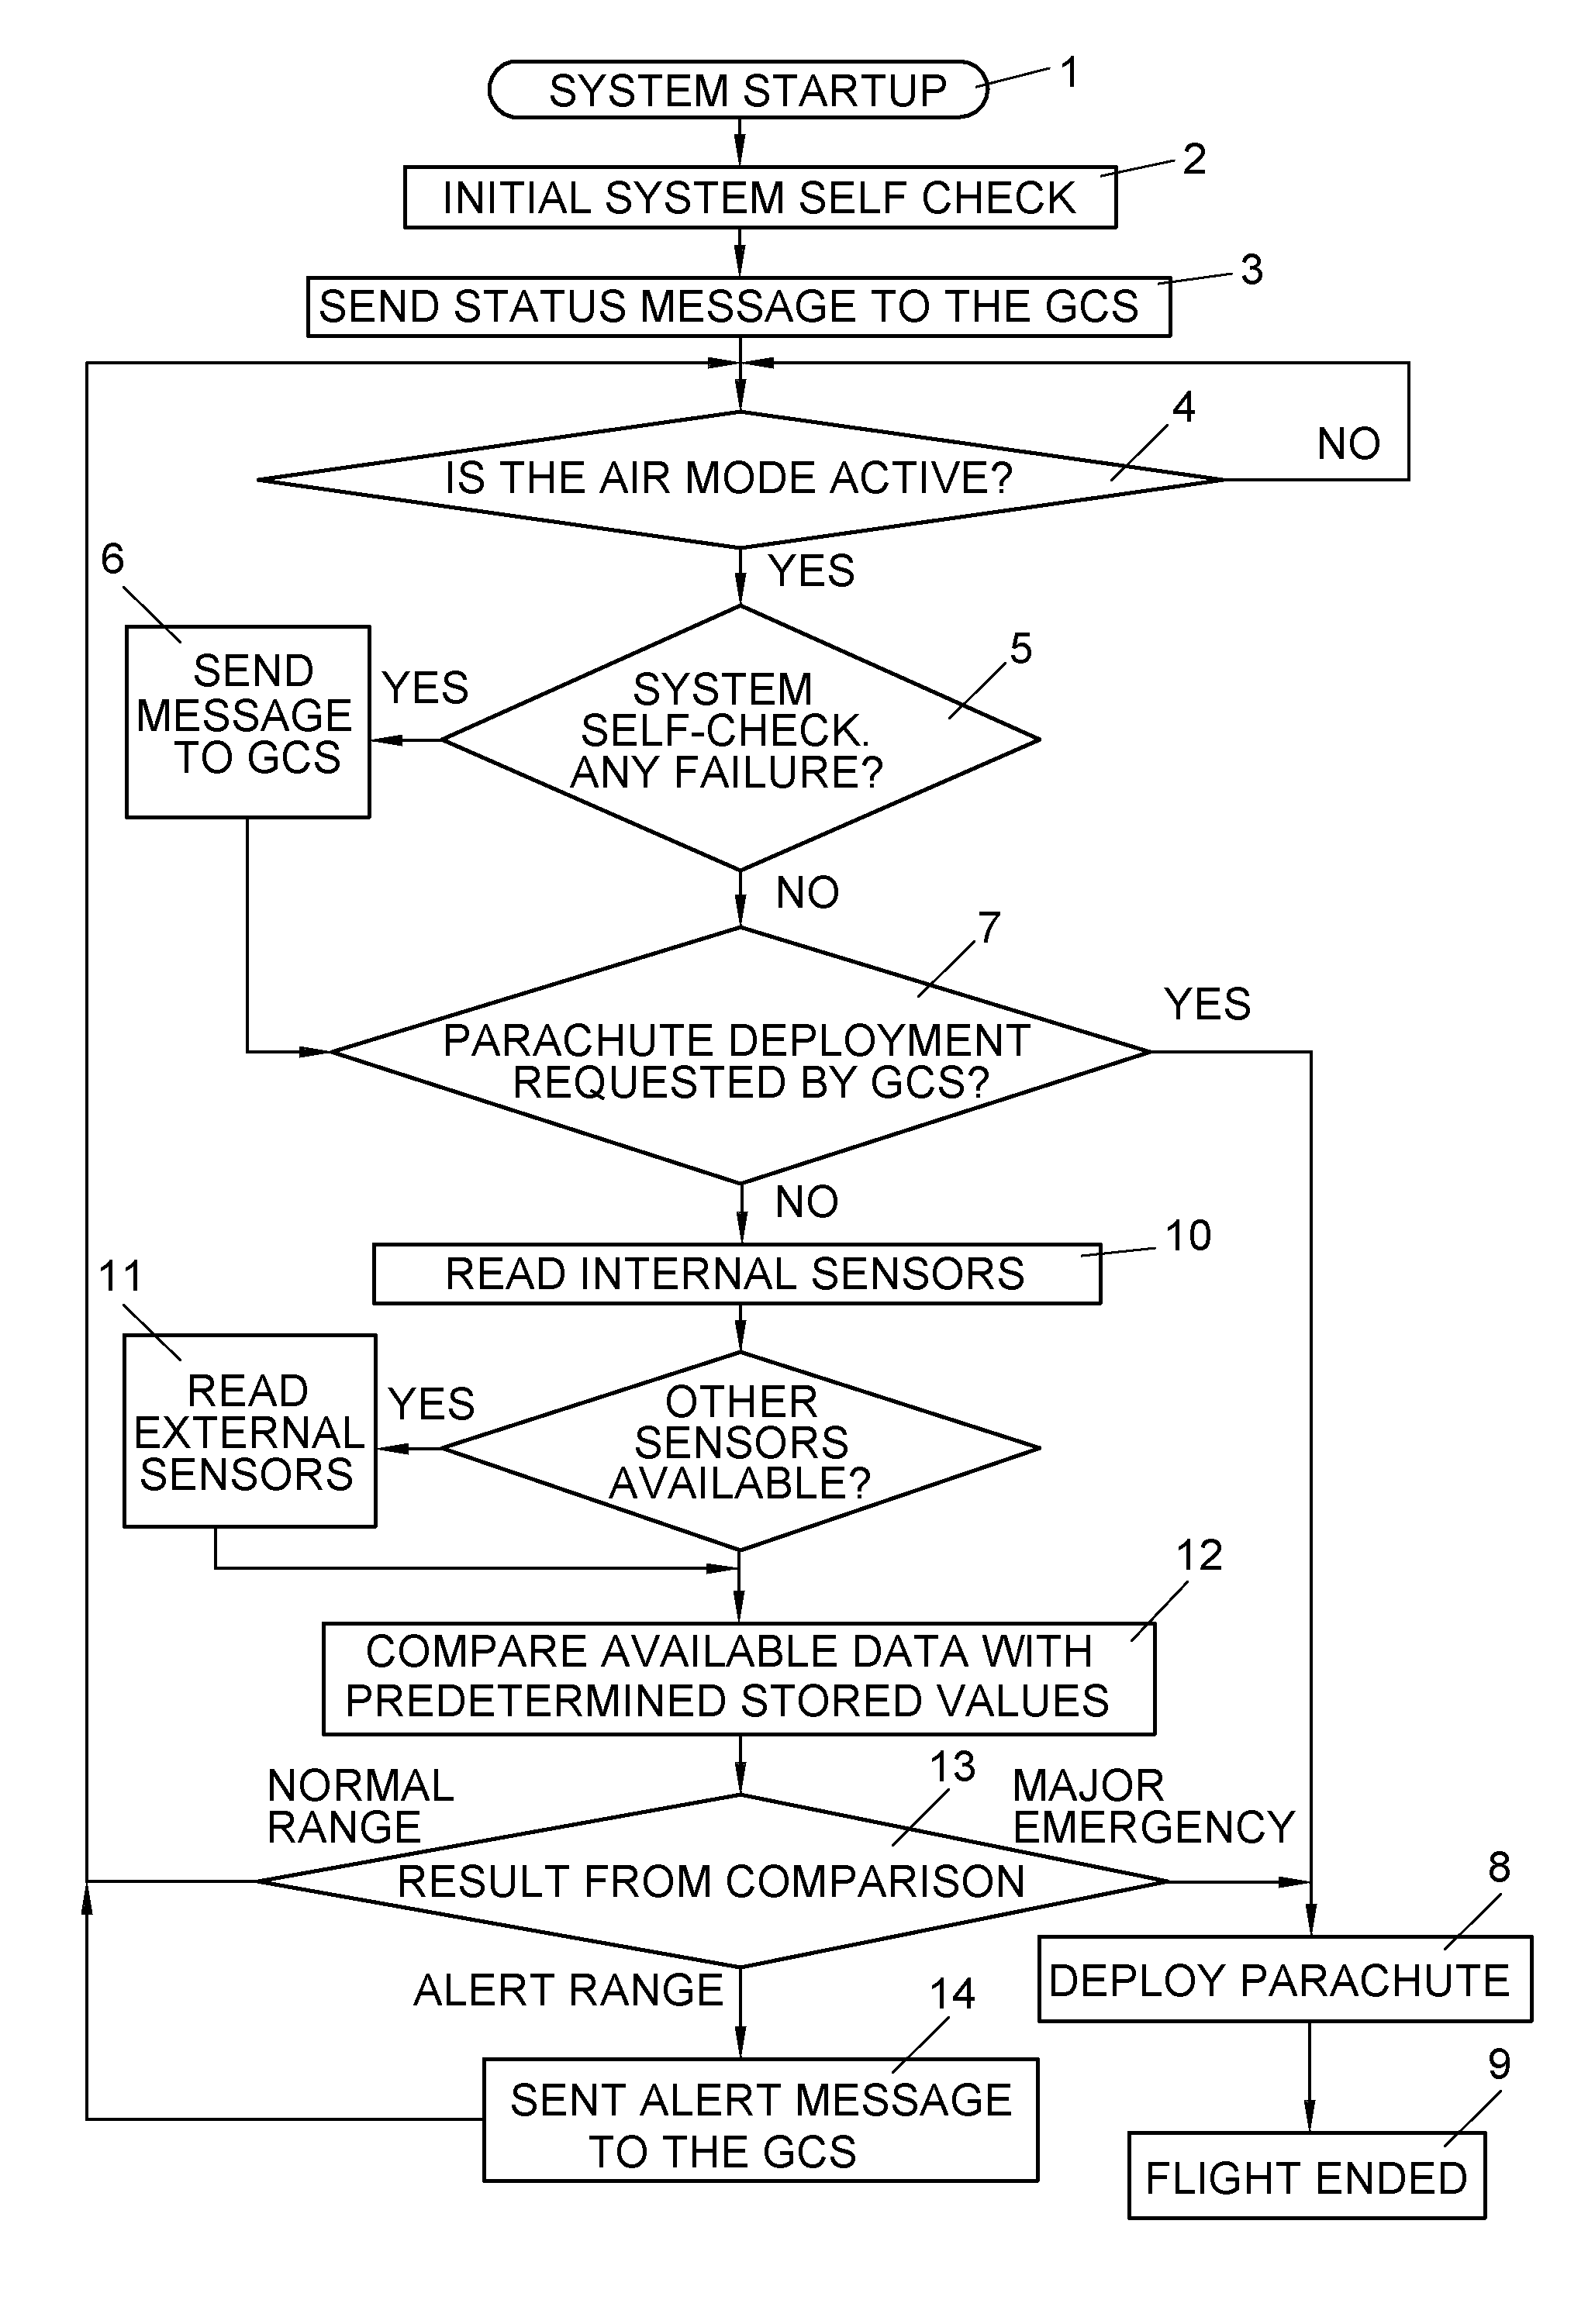 SYSTEM STARTUP
1
INITIAL SYSTEM SELF CHECK
2
SEND STATUS MESSAGE TO THE GCS
3
IS THE AIR MODE ACTIVE?
4
NO
YES
6
SEND
MESSAGE
TO GCS
YES
SYSTEM
SELF-CHECK.
ANY FAILURE?
5
NO
7
PARACHUTE DEPLOYMENT
REQUESTED BY GCS?
YES
NO
READ INTERNAL SENSORS
10
11
READ
EXTERNAL
SENSORS
YES
OTHER
SENSORS
AVAILABLE?
12
COMPARE AVAILABLE DATA WITH
PREDETERMINED STORED VALUES
NORMAL
RANGE
13
MAJOR
EMERGENCY
RESULT FROM COMPARISON
8
DEPLOY PARACHUTE
ALERT RANGE
14
SENT ALERT MESSAGE
TO THE GCS
9
FLIGHT ENDED